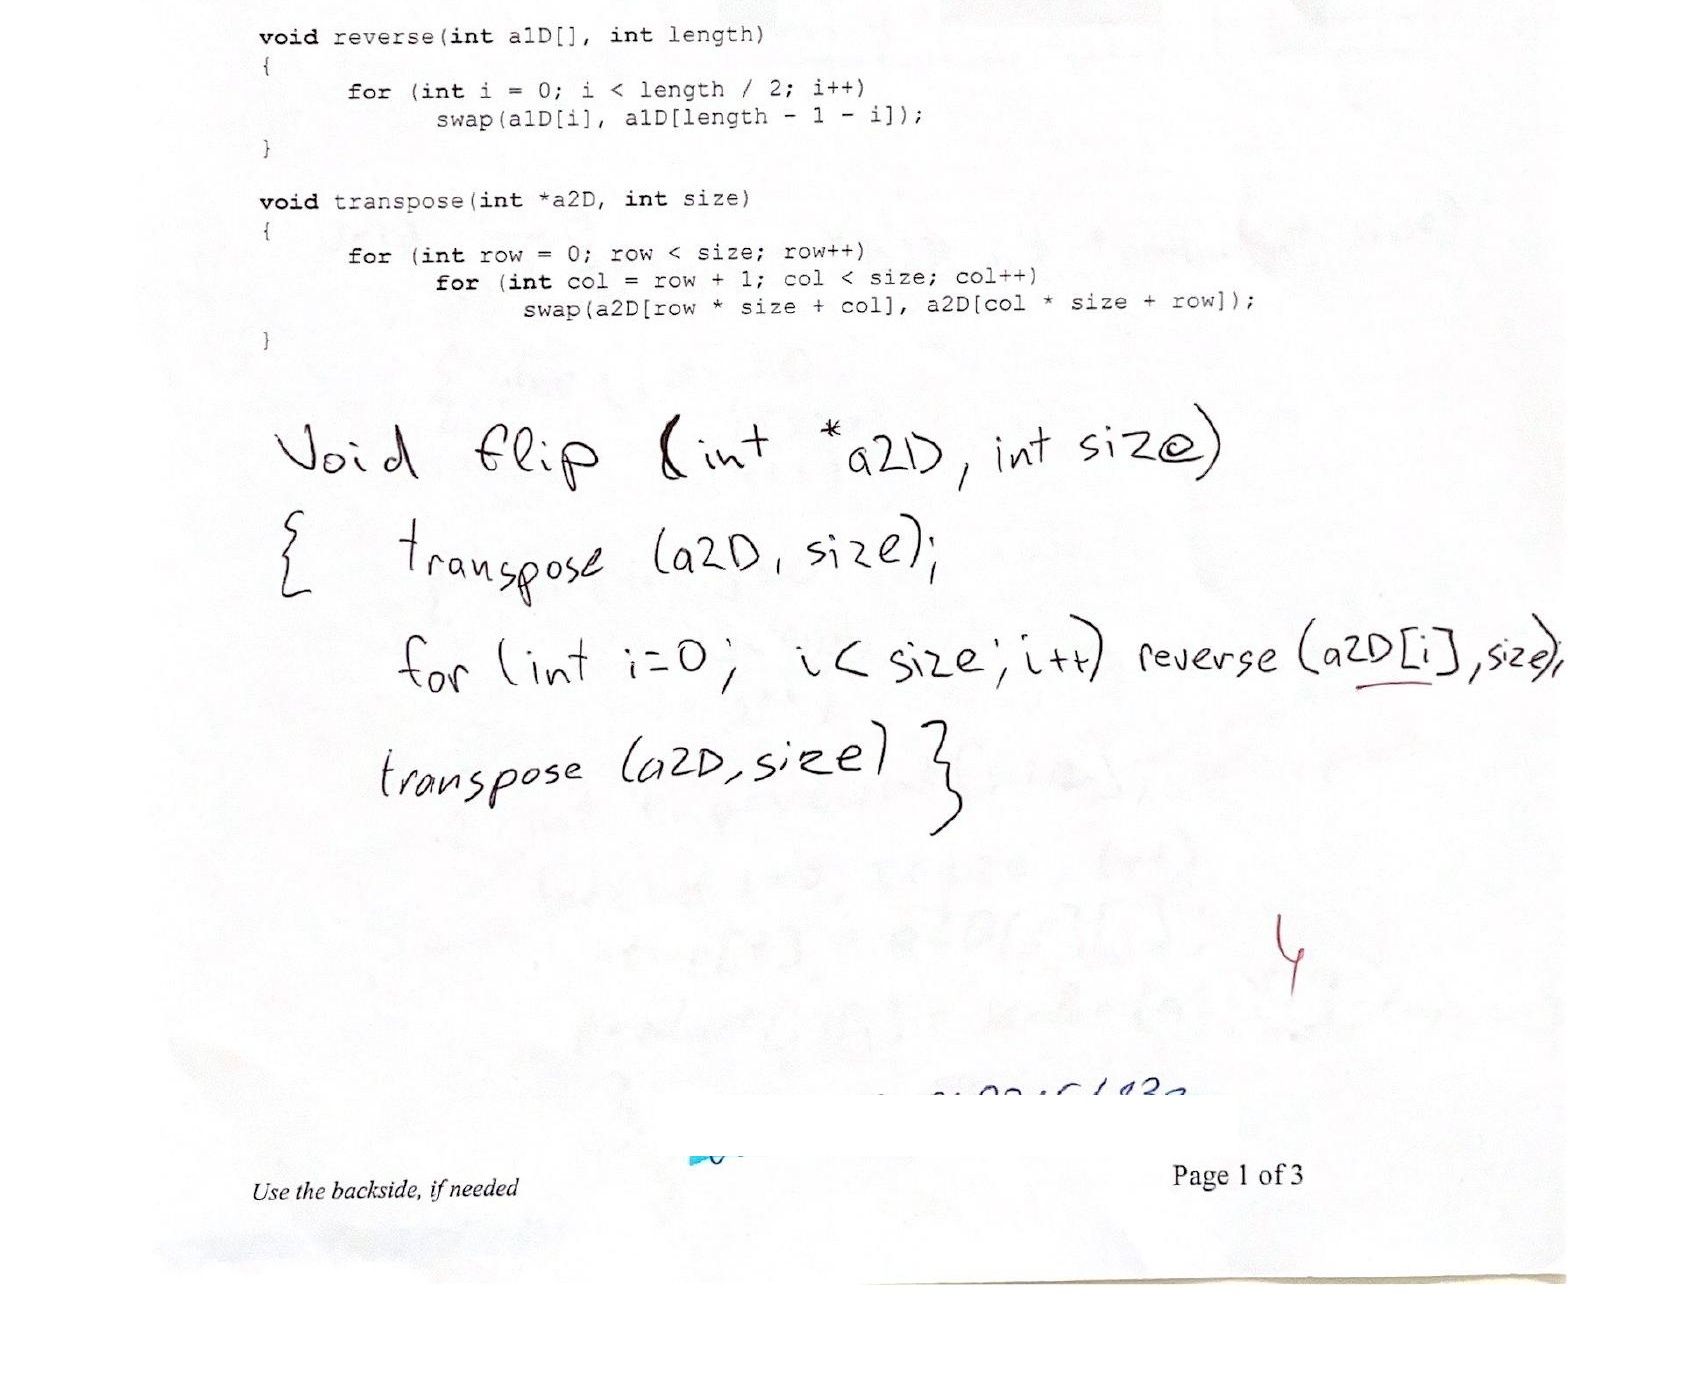 void reverse(int a1D[], int length)
{
for (int i = 0; i < length / 2; i++)
swap(a1D[i], a1D[length - 1 - i]);
}
void transpose(int *a2D, int size)
{
for (int row = 0; row < size; row++)
for (int col = row + 1; col < size; col++)
swap(a2D[row * size + col], a2D[col * size + row]);
}
Void flip (int *a2D, int size)
{ transpose (a2D, size);
for (int i=0; i< size; i++) reverse (a2D[i], size);
transpose (a2D, size) }
4
Use the backside, if needed
Page 1 of 3